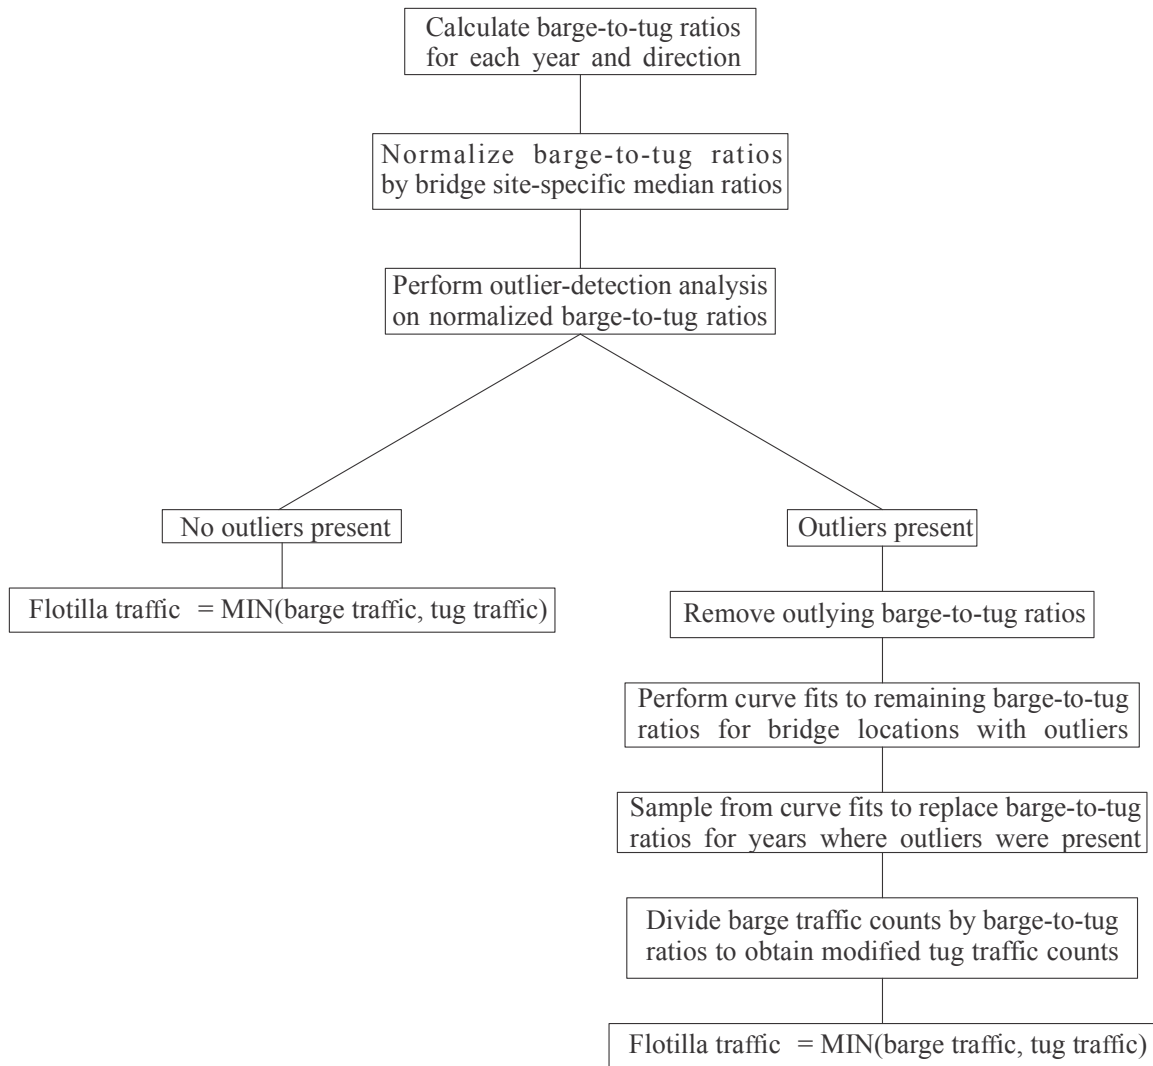 Calculate barge-to-tug ratios
for each year and direction
Normalize barge-to-tug ratios
by bridge site-specific median ratios
Perform outlier-detection analysis
on normalized barge-to-tug ratios
No outliers present
Flotilla traffic = MIN(barge traffic, tug traffic)
Outliers present
Remove outlying barge-to-tug ratios
Perform curve fits to remaining barge-to-tug
ratios for bridge locations with outliers
Sample from curve fits to replace barge-to-tug
ratios for years where outliers were present
Divide barge traffic counts by barge-to-tug
ratios to obtain modified tug traffic counts
Flotilla traffic = MIN(barge traffic, tug traffic)